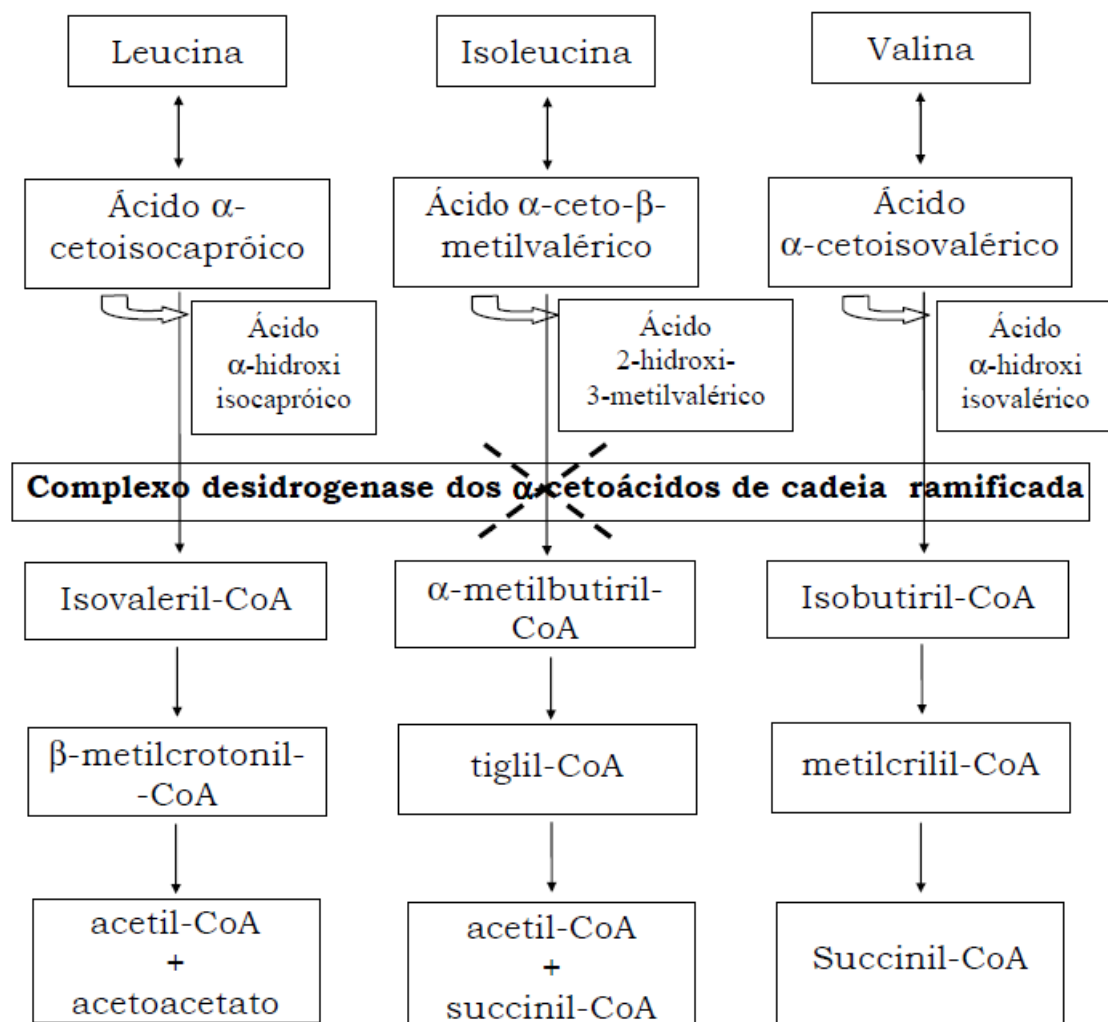 Leucina
Isoleucina
Valina
Ácido α-
cetoisocapróico
Ácido α-ceto-β-
metilvalérico
Ácido
α-cetoisovalérico
Ácido
α-hidroxi
isocapróico
Ácido
2-hidroxi-
3-metilvalérico
Ácido
α-hidroxi
isovalérico
Complexo desidrogenase dos α-cetoácidos de cadeia ramificada
Isovaleril-CoA
α-metilbutiril-
CoA
Isobutiril-CoA
β-metilcrotonil-
-CoA
tiglil-CoA
metilcrilil-CoA
acetil-CoA
+
acetoacetato
acetil-CoA
+
succinil-CoA
Succinil-CoA